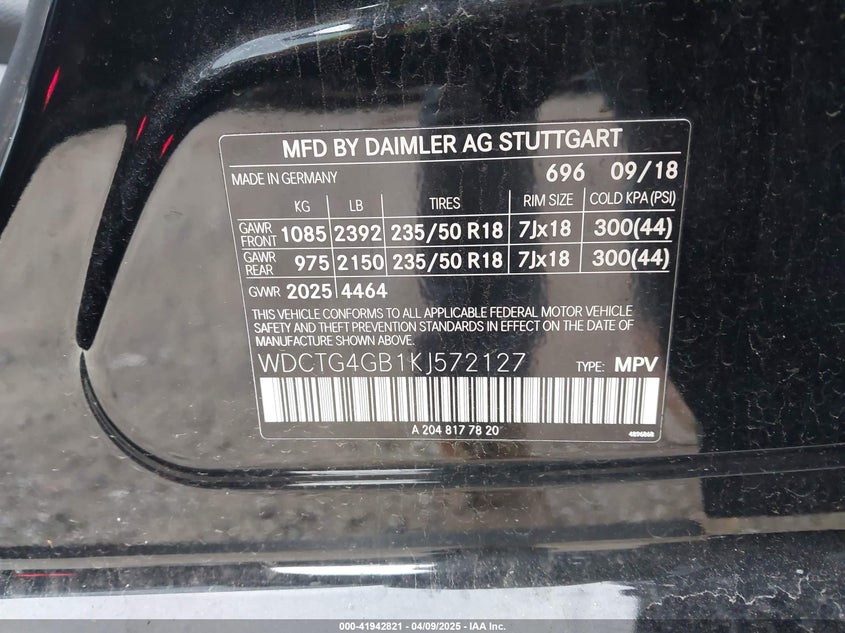 MFD BY DAIMLER AG STUTTGART
MADE IN GERMANY 696 09/18
KG LB TIRES RIM SIZE COLD KPA (PSI)
GAWR FRONT 1085 2392 235/50 R18 7Jx18 300(44)
GAWR REAR 975 2150 235/50 R18 7Jx18 300(44)
GVWR 2025 4464
THIS VEHICLE CONFORMS TO ALL APPLICABLE FEDERAL MOTOR VEHICLE
SAFETY AND THEFT PREVENTION STANDARDS IN EFFECT ON THE DATE OF
MANUFACTURE SHOWN ABOVE.
WDCTG4GB1KJ572127 TYPE: MPV
A 204 817 78 20 4896868
000-41942821 - 04/09/2025 - IAA Inc.